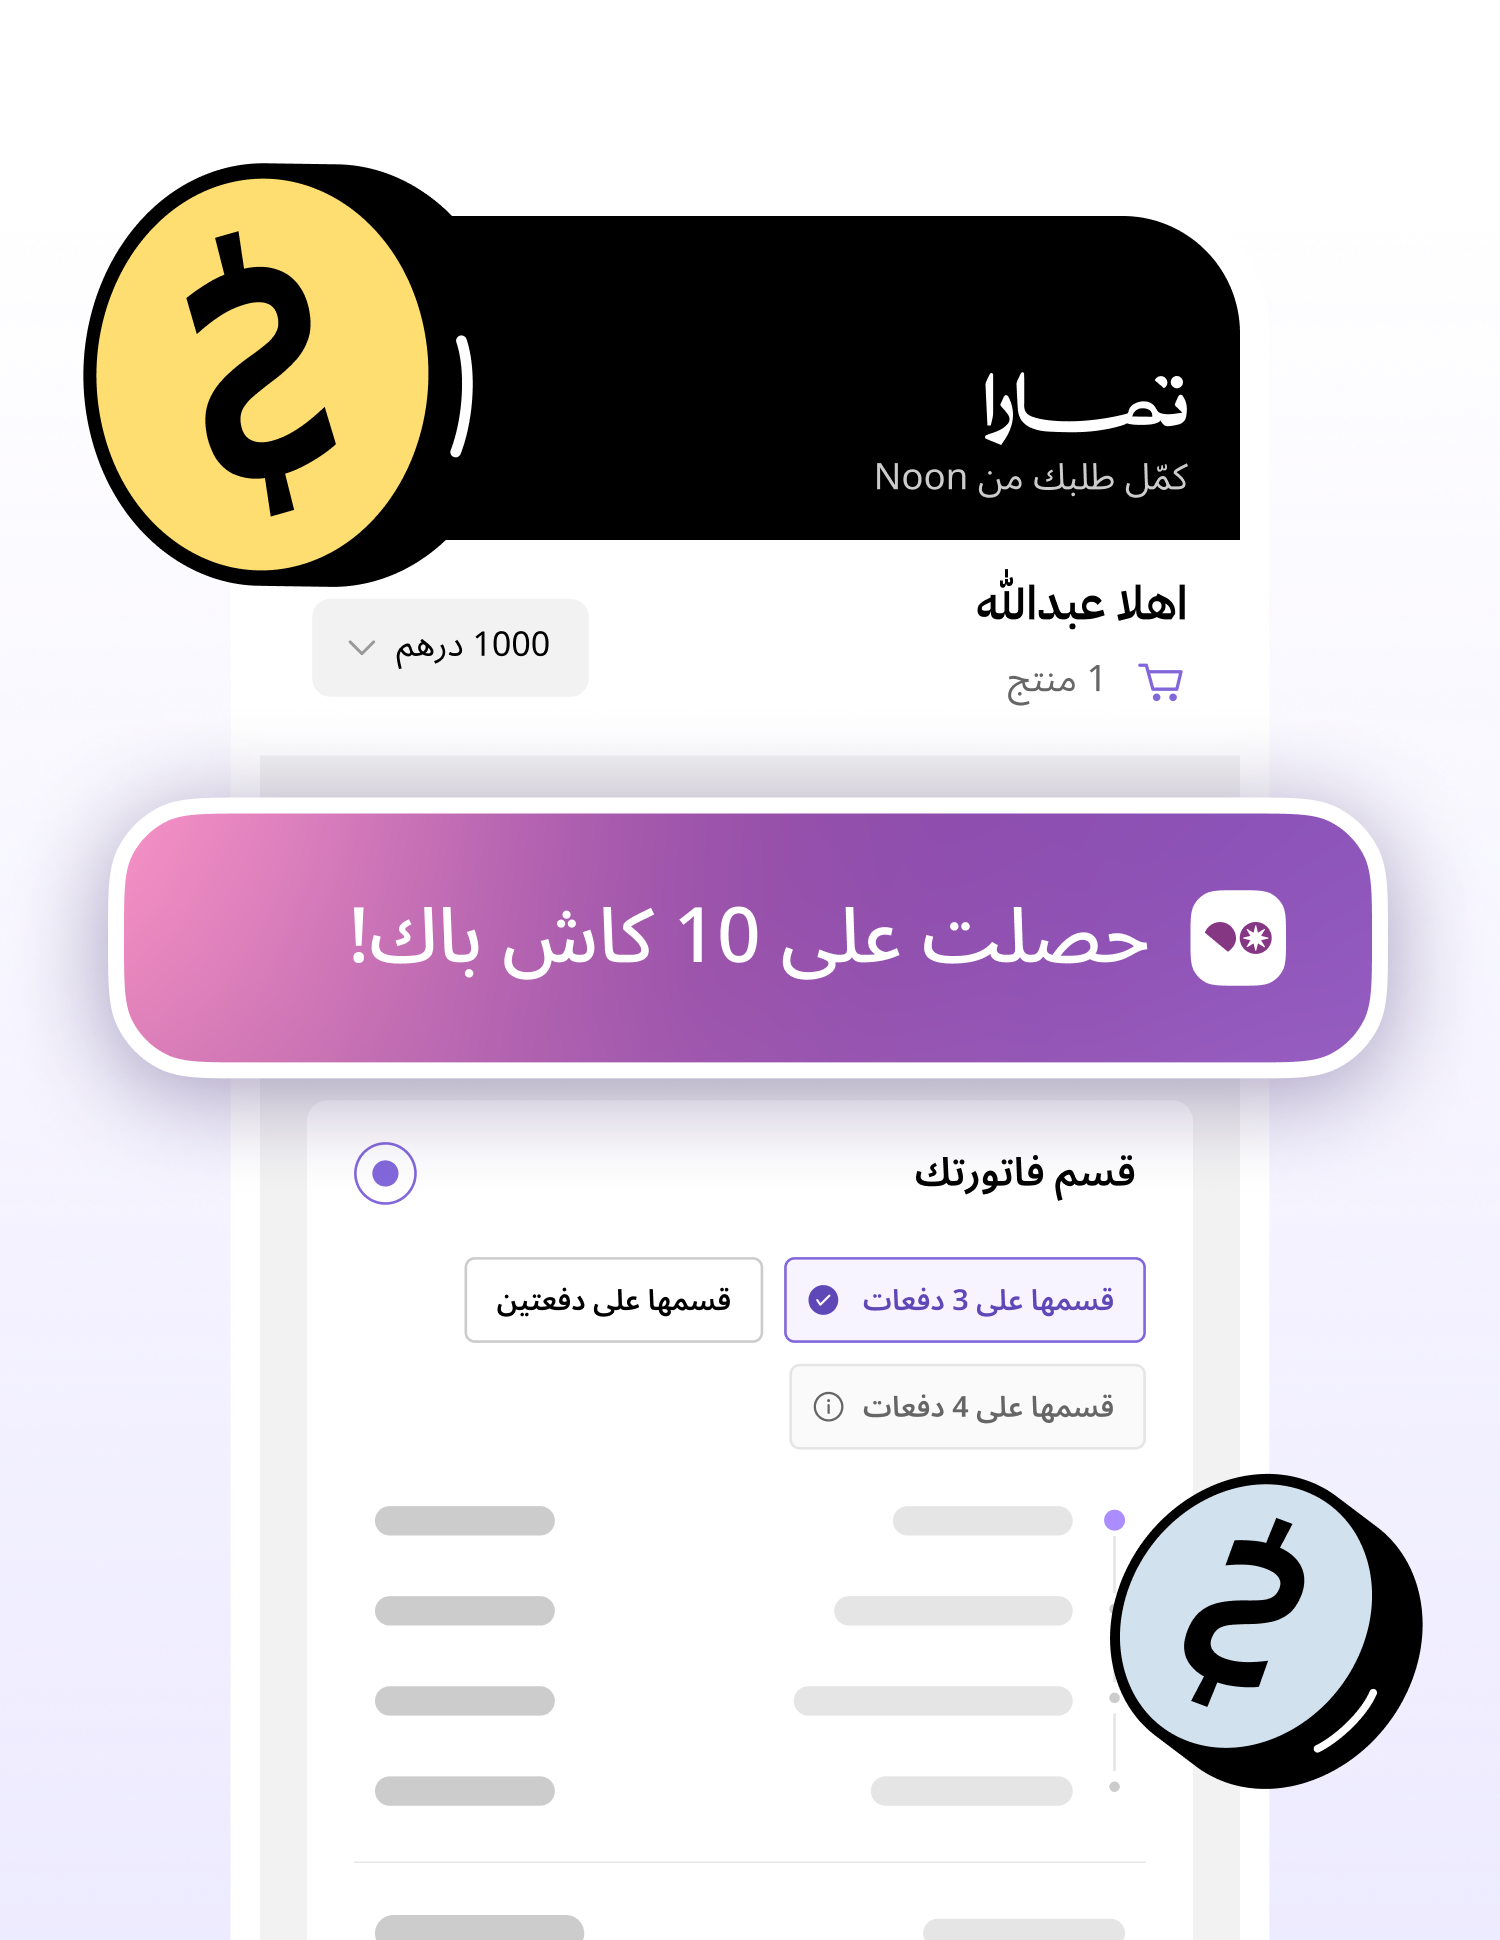 تمارا
كمّل طلبك من Noon
اهلا عبدالله
1 منتج
1000 درهم
حصلت على 10 كاش باك!
قسم فاتورتك
قسمها على 3 دفعات
قسمها على دفعتين
قسمها على 4 دفعات